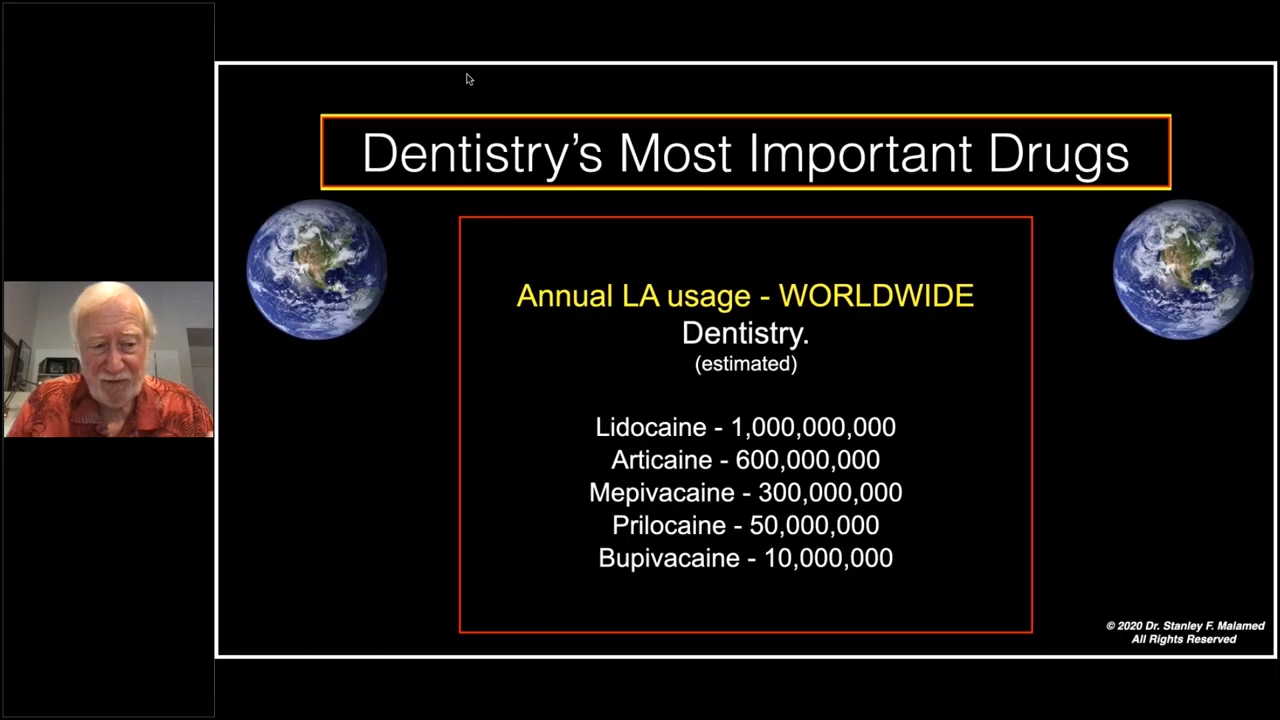 Dentistry's Most Important Drugs
Annual LA usage - WORLDWIDE
Dentistry.
(estimated)
Lidocaine - 1,000,000,000
Articaine - 600,000,000
Mepivacaine - 300,000,000
Prilocaine - 50,000,000
Bupivacaine - 10,000,000
© 2020 Dr. Stanley F. Malamed
All Rights Reserved